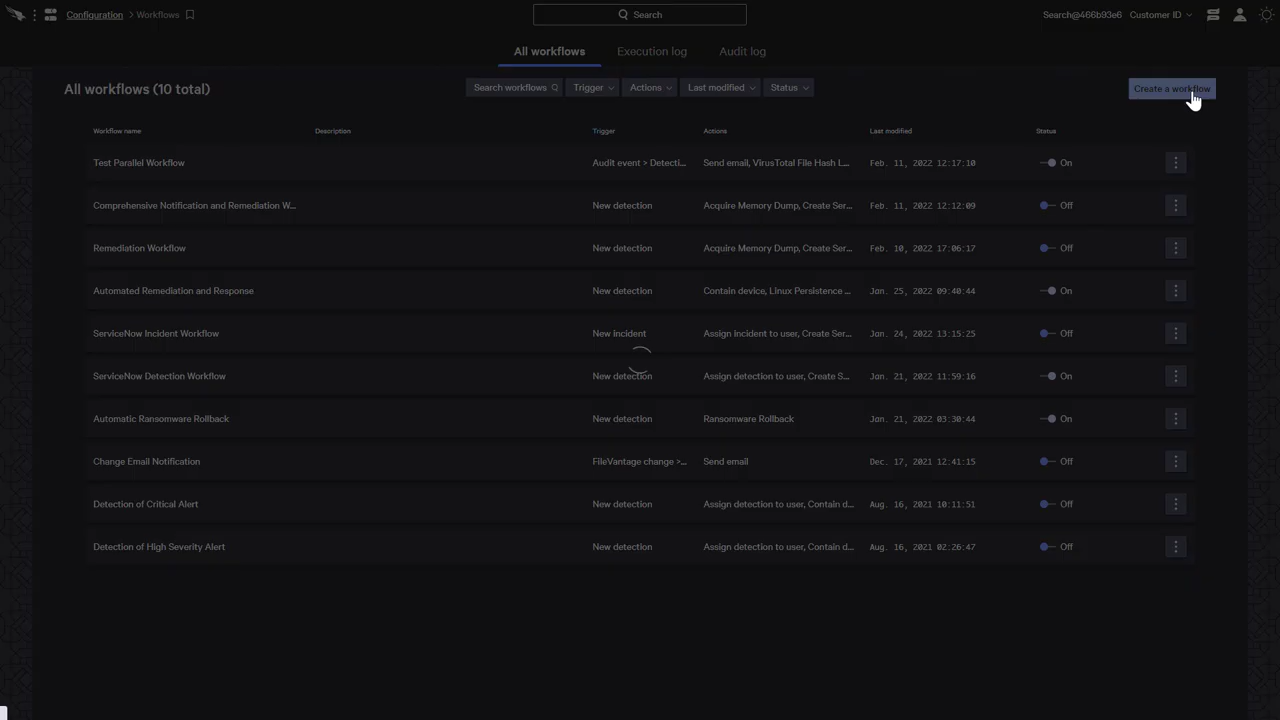 Configuration > Workflows
Search
Search@466b93e6 Customer ID
All workflows Execution log Audit log
All workflows (10 total)
Search workflows Trigger Actions Last modified Status
Create a workflow
Workflow name Description Trigger Actions Last modified Status
Test Parallel Workflow Audit event > Detecti... Send email, VirusTotal File Hash L... Feb. 11, 2022 12:17:10 On
Comprehensive Notification and Remediation W... New detection Acquire Memory Dump, Create Ser... Feb. 11, 2022 12:12:09 Off
Remediation Workflow New detection Acquire Memory Dump, Create Ser... Feb. 10, 2022 17:06:17 Off
Automated Remediation and Response New detection Contain device, Linux Persistence ... Jan. 25, 2022 09:40:44 On
ServiceNow Incident Workflow New incident Assign incident to user, Create Ser... Jan. 24, 2022 13:15:25 Off
ServiceNow Detection Workflow New detection Assign detection to user, Create S... Jan. 21, 2022 11:59:16 On
Automatic Ransomware Rollback New detection Ransomware Rollback Jan. 21, 2022 03:30:44 On
Change Email Notification FileVantage change >... Send email Dec. 17, 2021 12:41:15 Off
Detection of Critical Alert New detection Assign detection to user, Contain d... Aug. 16, 2021 10:11:51 Off
Detection of High Severity Alert New detection Assign detection to user, Contain d... Aug. 16, 2021 02:26:47 Off